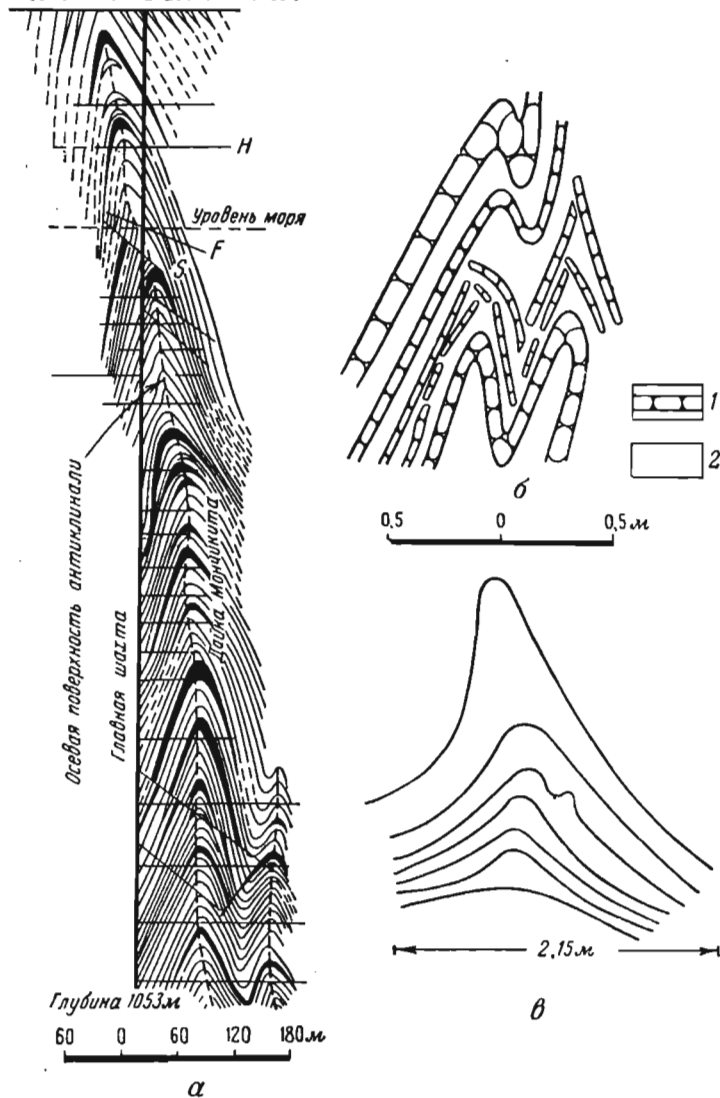 H
Уровень моря
F
S
Осевая поверхность антиклинали
Главная шахта
Дайка Мончикита
Глубина 1053м
60 0 60 120 180м
а
1
2
б
0.5 0 0,5м
2,15м
в